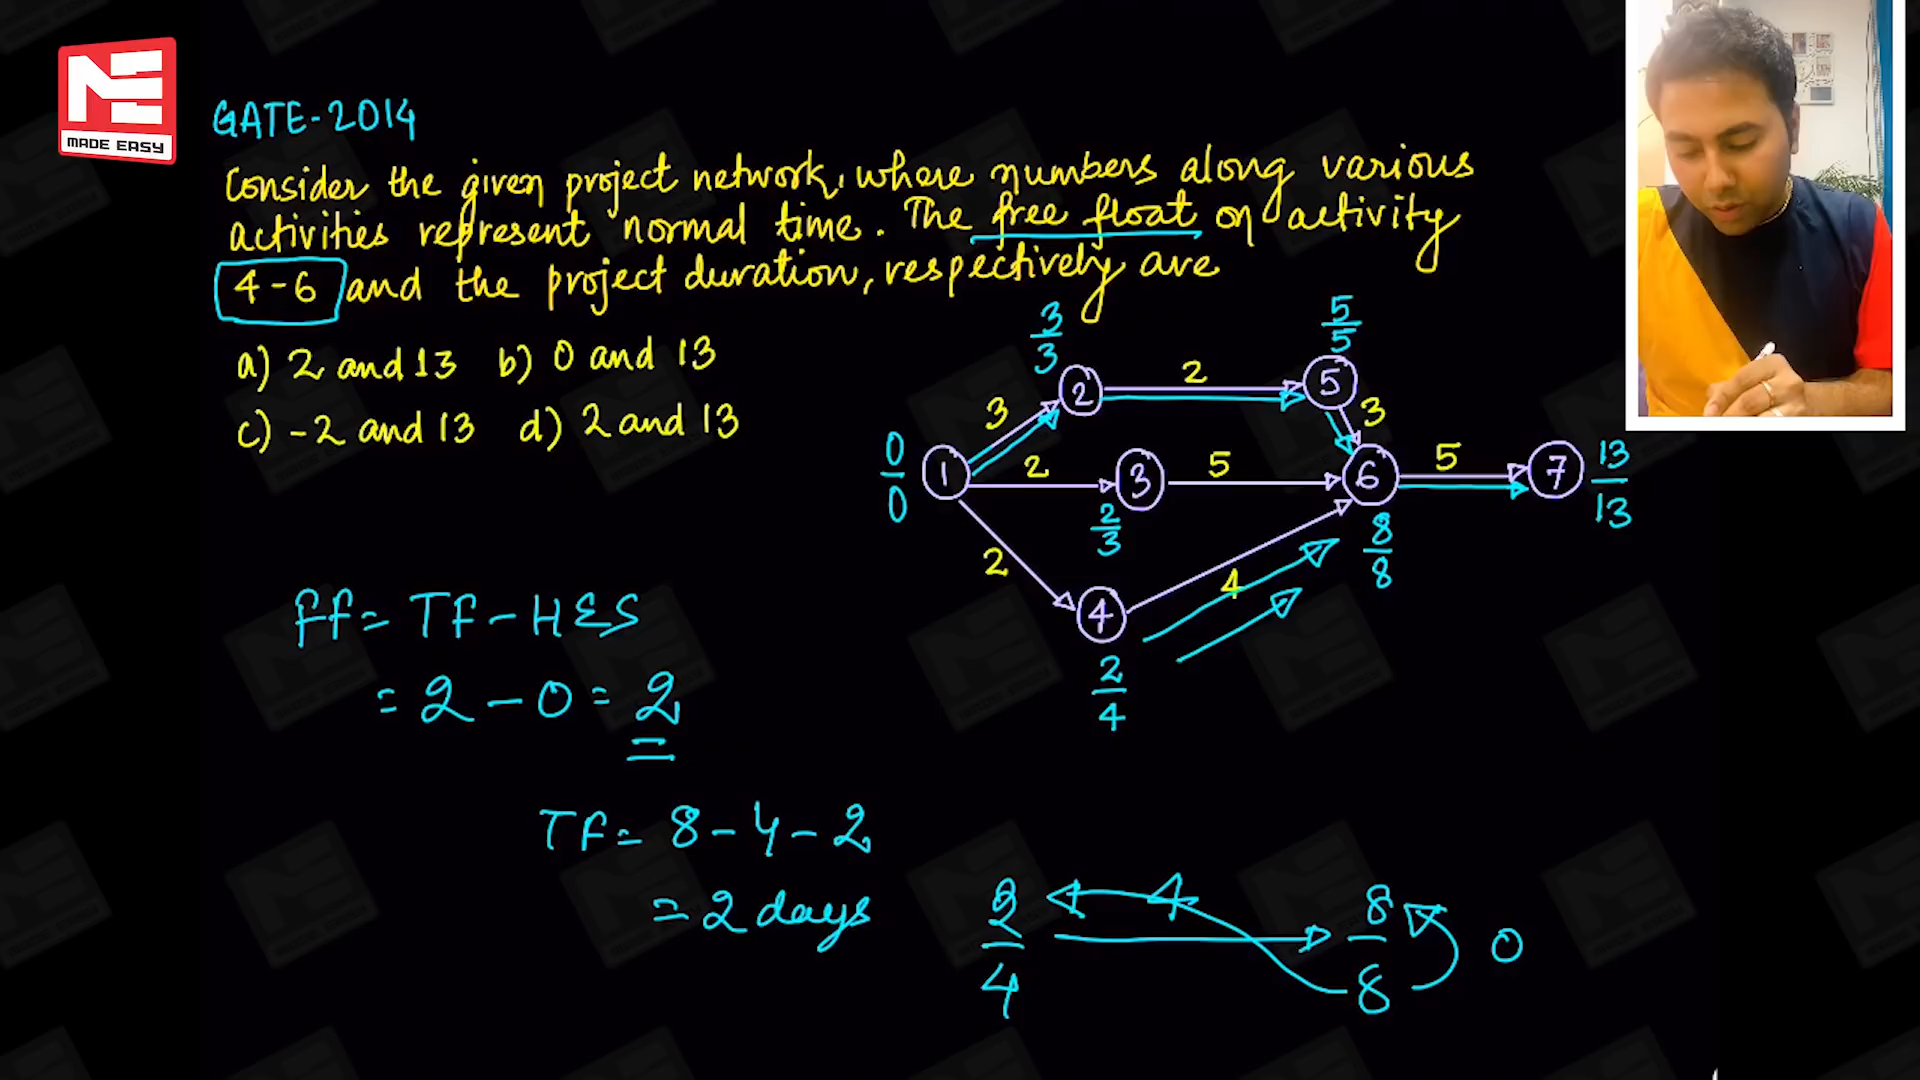 ME
MADE EASY
GATE-2014
Consider the given project network, where numbers along various
activities represent normal time. The free float on activity
4-6 and the project duration, respectively are
a) 2 and 13 b) 0 and 13
c) -2 and 13 d) 2 and 13
3/3
5/5
2
5
2
3
3
0/0
1
2
3
5
6
5
7
13/13
2/3
8/8
2
4
4
2/4
FF = TF - HES
= 2 - 0 = 2
TF = 8 - 4 - 2
= 2 days
2/4
4
8/8
0